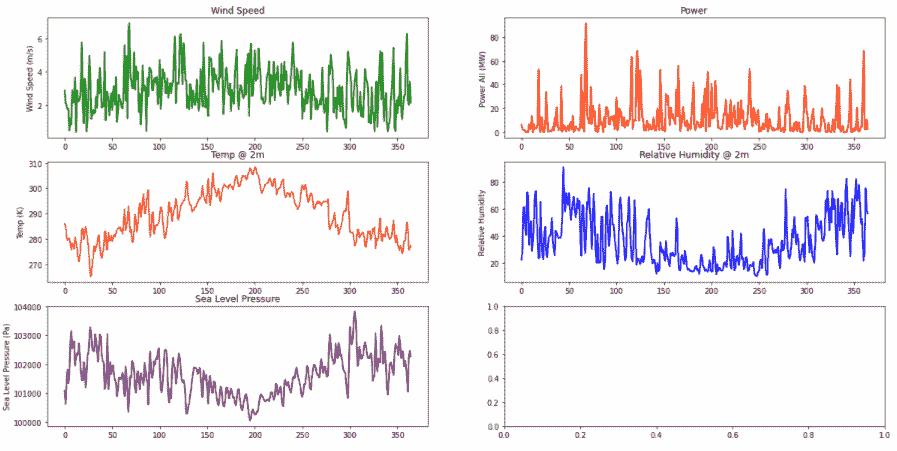 Wind Speed
Wind Speed (m/s)
6
4
2
0 50 100 150 200 250 300 350
Power
Power All (MW)
80
60
40
20
0
0 50 100 150 200 250 300 350
Temp @ 2m
Temp (K)
310
300
290
280
270
0 50 100 150 200 250 300 350
Relative Humidity @ 2m
Relative Humidity
80
60
40
20
0 50 100 150 200 250 300 350
Sea Level Pressure
Sea Level Pressure (Pa)
104000
103000
102000
101000
100000
0 50 100 150 200 250 300 350
1.0
0.8
0.6
0.4
0.2
0.0
0.0 0.2 0.4 0.6 0.8 1.0